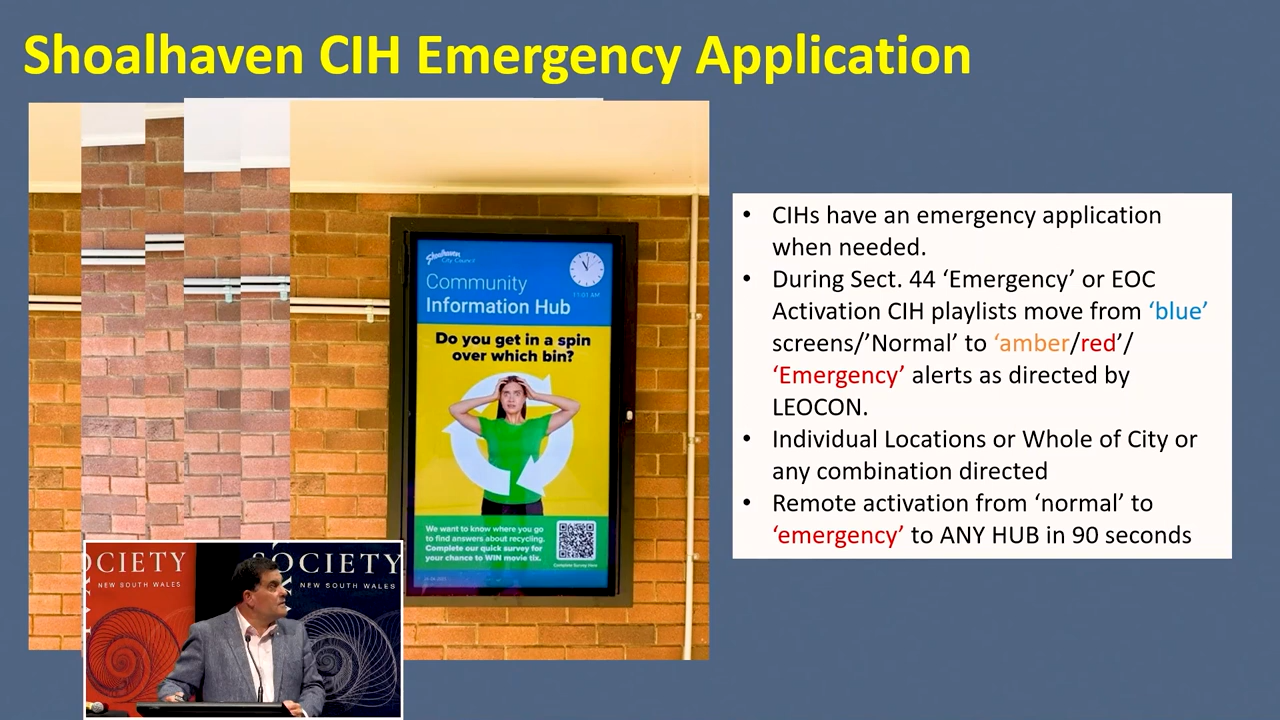 Shoalhaven CIH Emergency Application
Shoalhaven
City Council
Community
Information Hub
11:01 AM
Do you get in a spin
over which bin?
We want to know where you go
to find answers about recycling.
Complete our quick survey for
your chance to WIN movie tix.
Complete Survey Here
• CIHs have an emergency application
when needed.
• During Sect. 44 ‘Emergency’ or EOC
Activation CIH playlists move from ‘blue’
screens/’Normal’ to ‘amber/red’/
‘Emergency’ alerts as directed by
LEOCON.
• Individual Locations or Whole of City or
any combination directed
• Remote activation from ‘normal’ to
‘emergency’ to ANY HUB in 90 seconds
OCIETY
NEW SOUTH WALES
SOCIETY
NEW SOUTH WALES